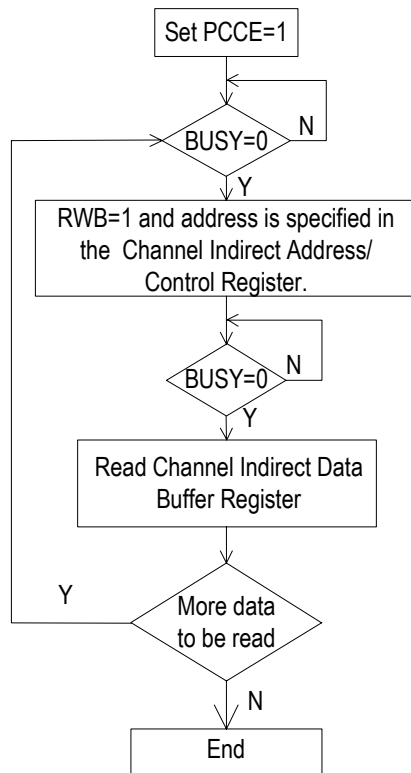 Set PCCE=1
BUSY=0
N
Y
RWB=1 and address is specified in
the Channel Indirect Address/
Control Register.
BUSY=0
N
Y
Read Channel Indirect Data
Buffer Register
Y
More data
to be read
N
End